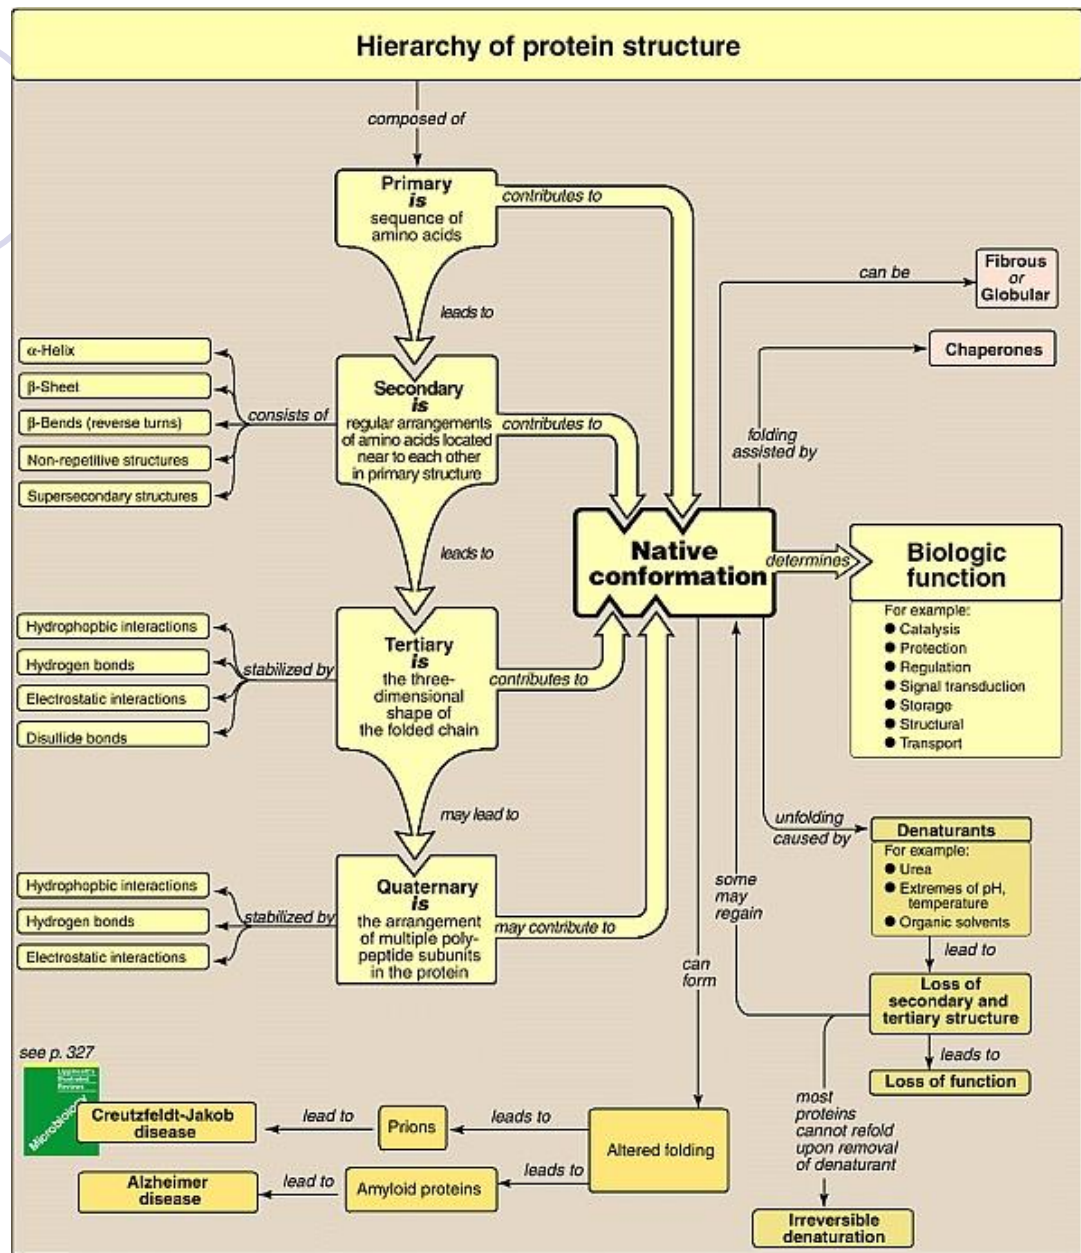 Hierarchy of protein structure
composed of
Primary
is
sequence of
amino acids
contributes to
leads to
Secondary
is
regular arrangements
of amino acids located
near to each other
in primary structure
consists of
α-Helix
β-Sheet
β-Bends (reverse turns)
Non-repetitive structures
Supersecondary structures
contributes to
leads to
Tertiary
is
the three-
dimensional
shape of
the folded chain
stabilized by
Hydrophopbic interactions
Hydrogen bonds
Electrostatic interactions
Disullide bonds
contributes to
may lead to
Quaternary
is
the arrangement
of multiple poly-
peptide subunits
in the protein
stabilized by
Hydrophopbic interactions
Hydrogen bonds
Electrostatic interactions
may contribute to
Native
conformation
can be
Fibrous
or
Globular
folding
assisted by
Chaperones
determines
Biologic
function
For example:
● Catalysis
● Protection
● Regulation
● Signal transduction
● Storage
● Structural
● Transport
unfolding
caused by
Denaturants
For example:
● Urea
● Extremes of pH,
temperature
● Organic solvents
lead to
Loss of
secondary and
tertiary structure
leads to
Loss of function
some
may
regain
most
proteins
cannot refold
upon removal
of denaturant
Irreversible
denaturation
can
form
Altered folding
leads to
Prions
lead to
Creutzfeldt-Jakob
disease
leads to
Amyloid proteins
lead to
Alzheimer
disease
see p. 327
Lippincott's
Illustrated
Reviews
Microbiology